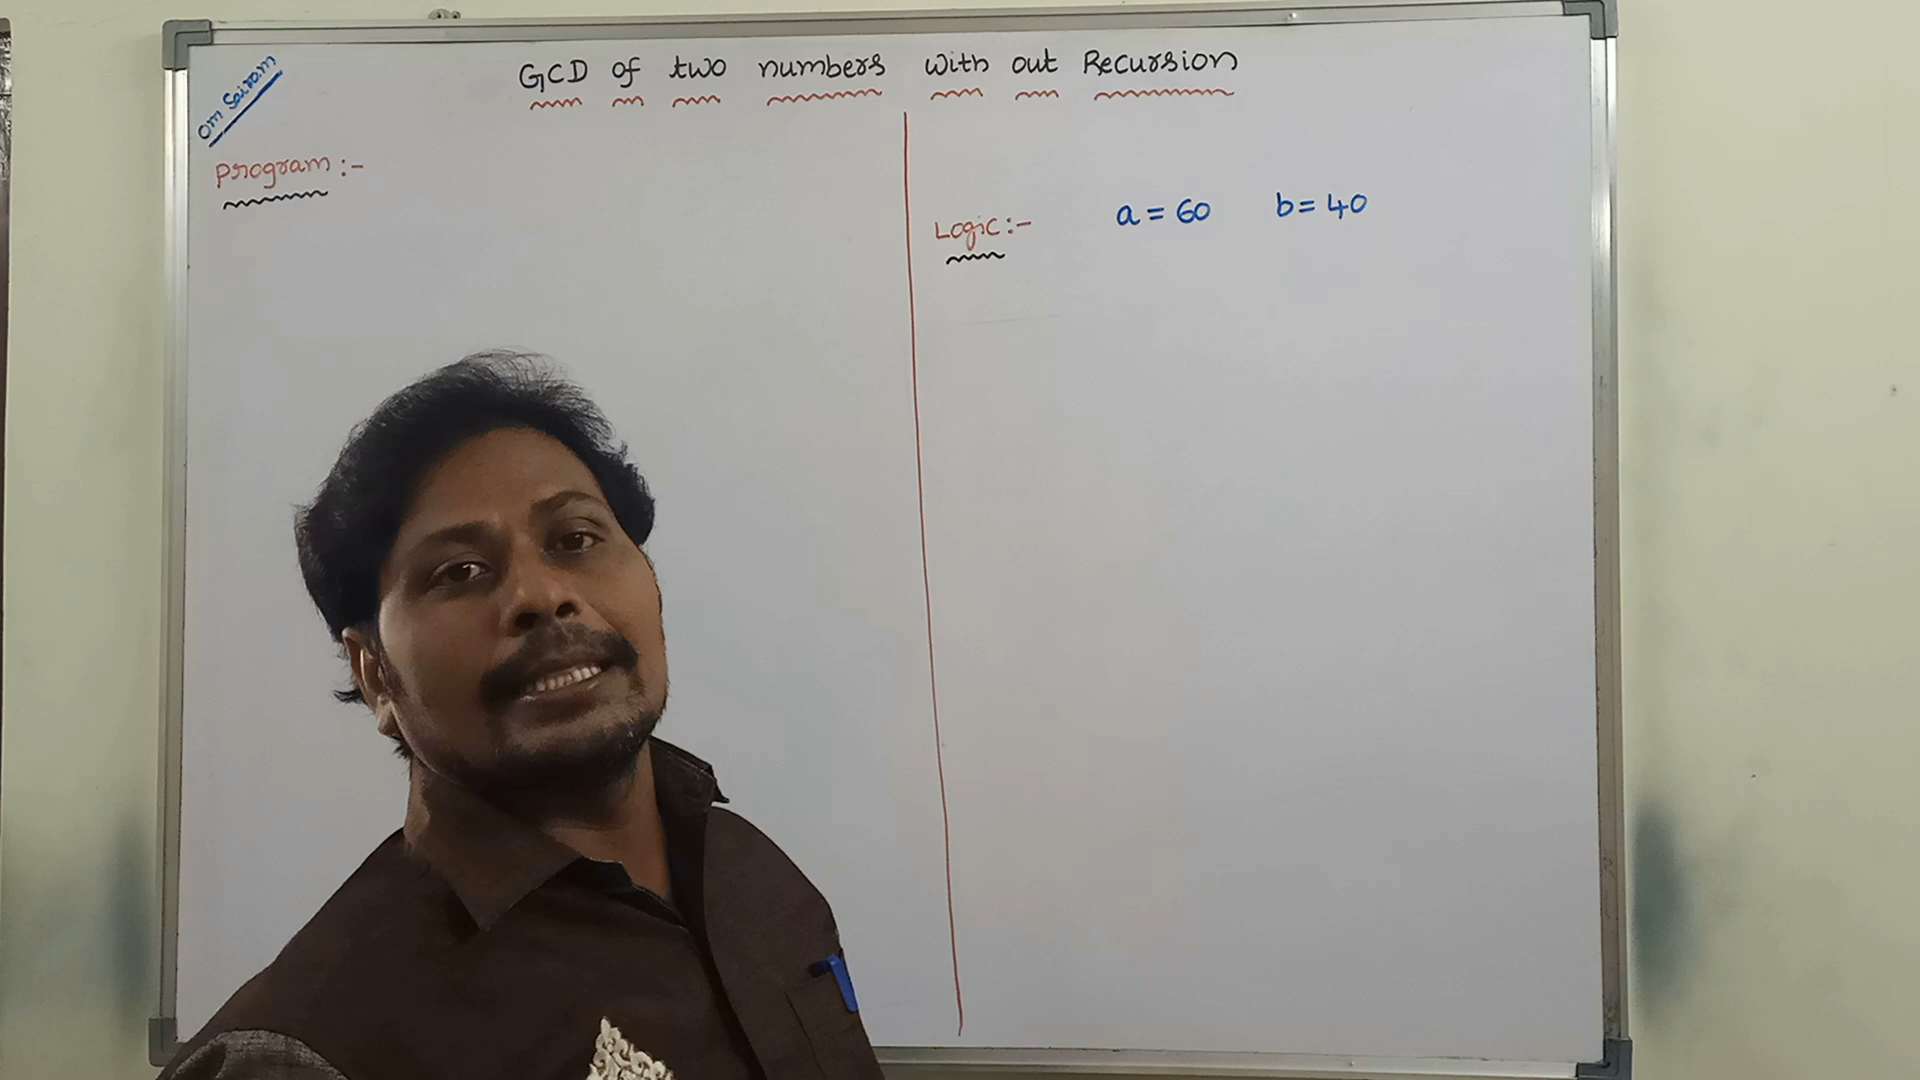 Om Sairam
GCD of two numbers with out Recursion
Program :-
Logic :- a = 60 b = 40